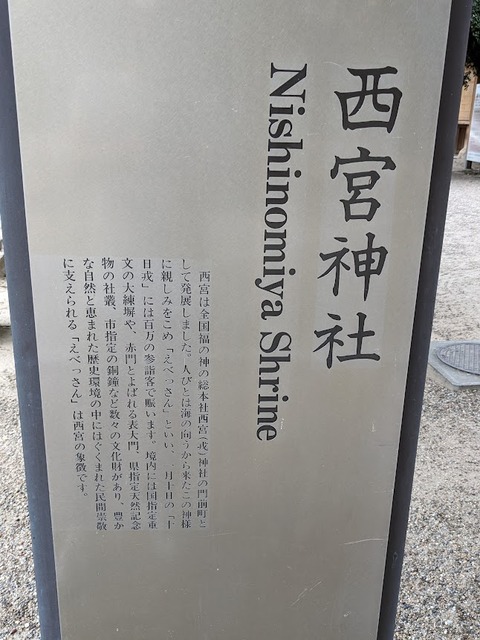 西宮神社
Nishinomiya Shrine
西宮は全国福の神の総本社西宮(戎)神社の門前町と
して発展しました。人びとは海の向うから来たこの神様
に親しみをこめ「えべっさん」といい、一月十日の「十
日戎」には百万の参詣客で賑います。境内には国指定重
文の大練塀や、赤門とよばれる表大門、県指定天然記念
物の社叢、市指定の銅鐘など数々の文化財があり、豊か
な自然と恵まれた歴史環境の中にはぐくまれた民間崇敬
に支えられる「えべっさん」は西宮の象徴です。